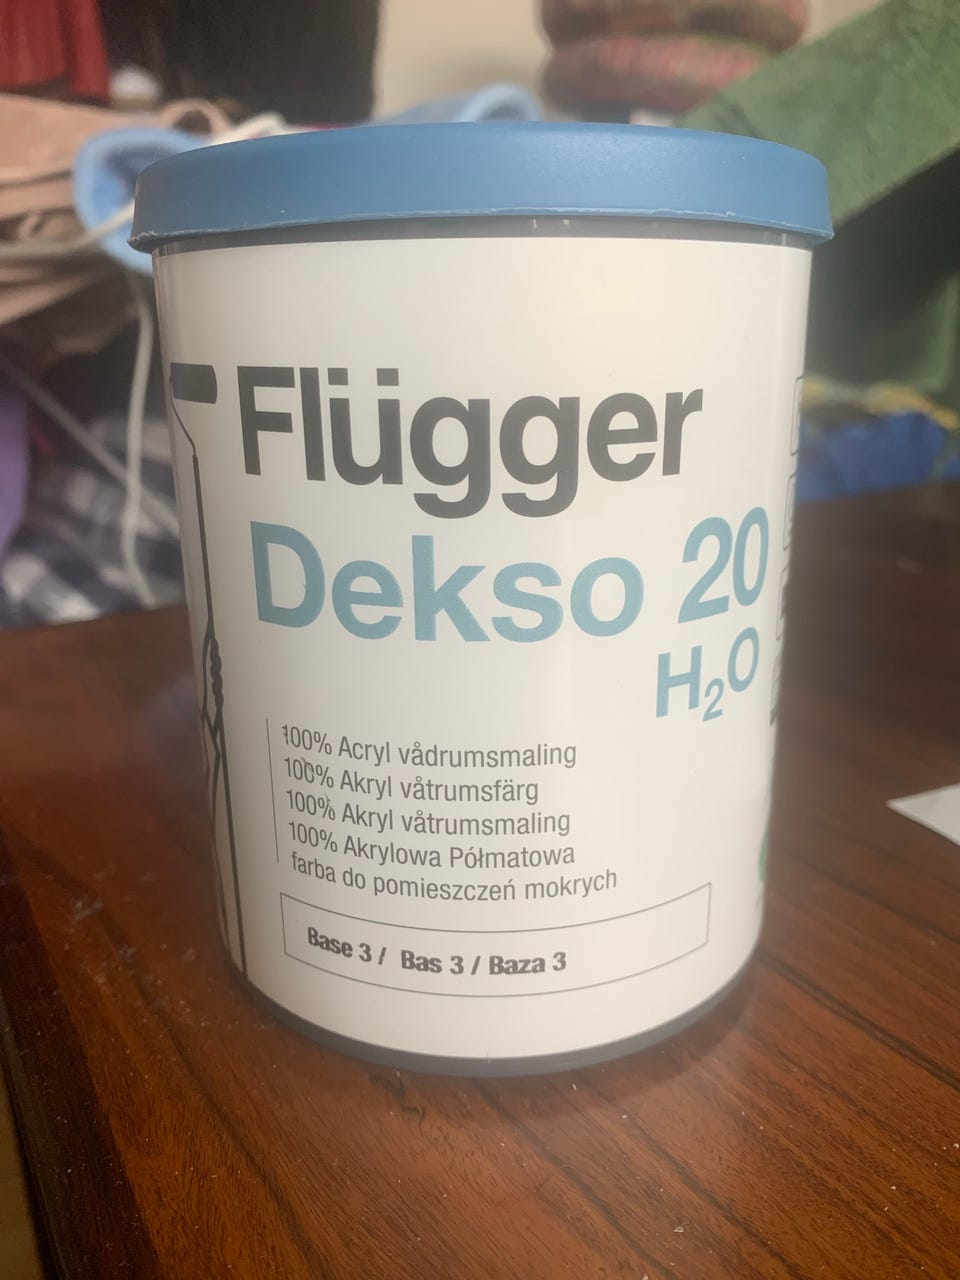 Flügger
Dekso 20
H₂O
100% Acryl vådrumsmaling
100% Akryl våtrumsfärg
100% Akryl våtrumsmaling
100% Akrylowa Półmatowa
farba do pomieszczeń mokrych
Base 3 / Bas 3 / Baza 3